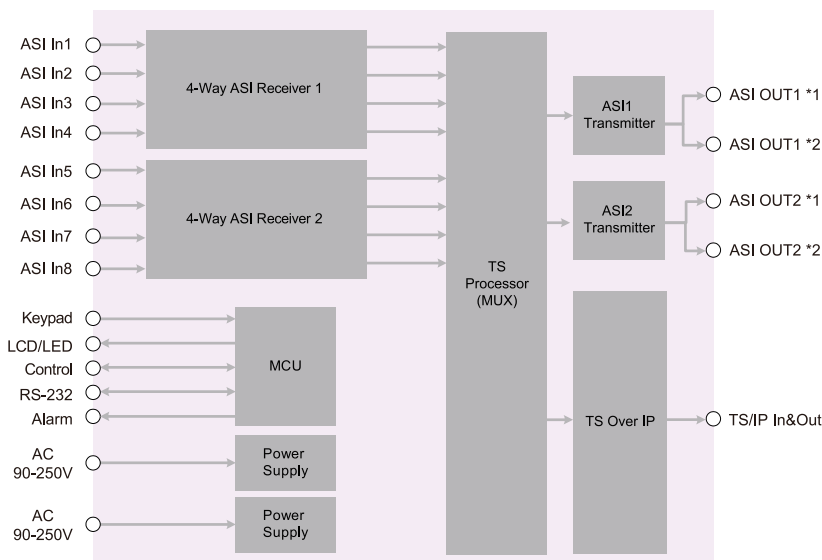 ASI In1
ASI In2
ASI In3
ASI In4
4-Way ASI Receiver 1
ASI In5
ASI In6
ASI In7
ASI In8
4-Way ASI Receiver 2
Keypad
LCD/LED
Control
RS-232
Alarm
MCU
AC
90-250V
Power
Supply
AC
90-250V
Power
Supply
TS
Processor
(MUX)
ASI1
Transmitter
ASI OUT1 *1
ASI OUT1 *2
ASI2
Transmitter
ASI OUT2 *1
ASI OUT2 *2
TS Over IP
TS/IP In&Out